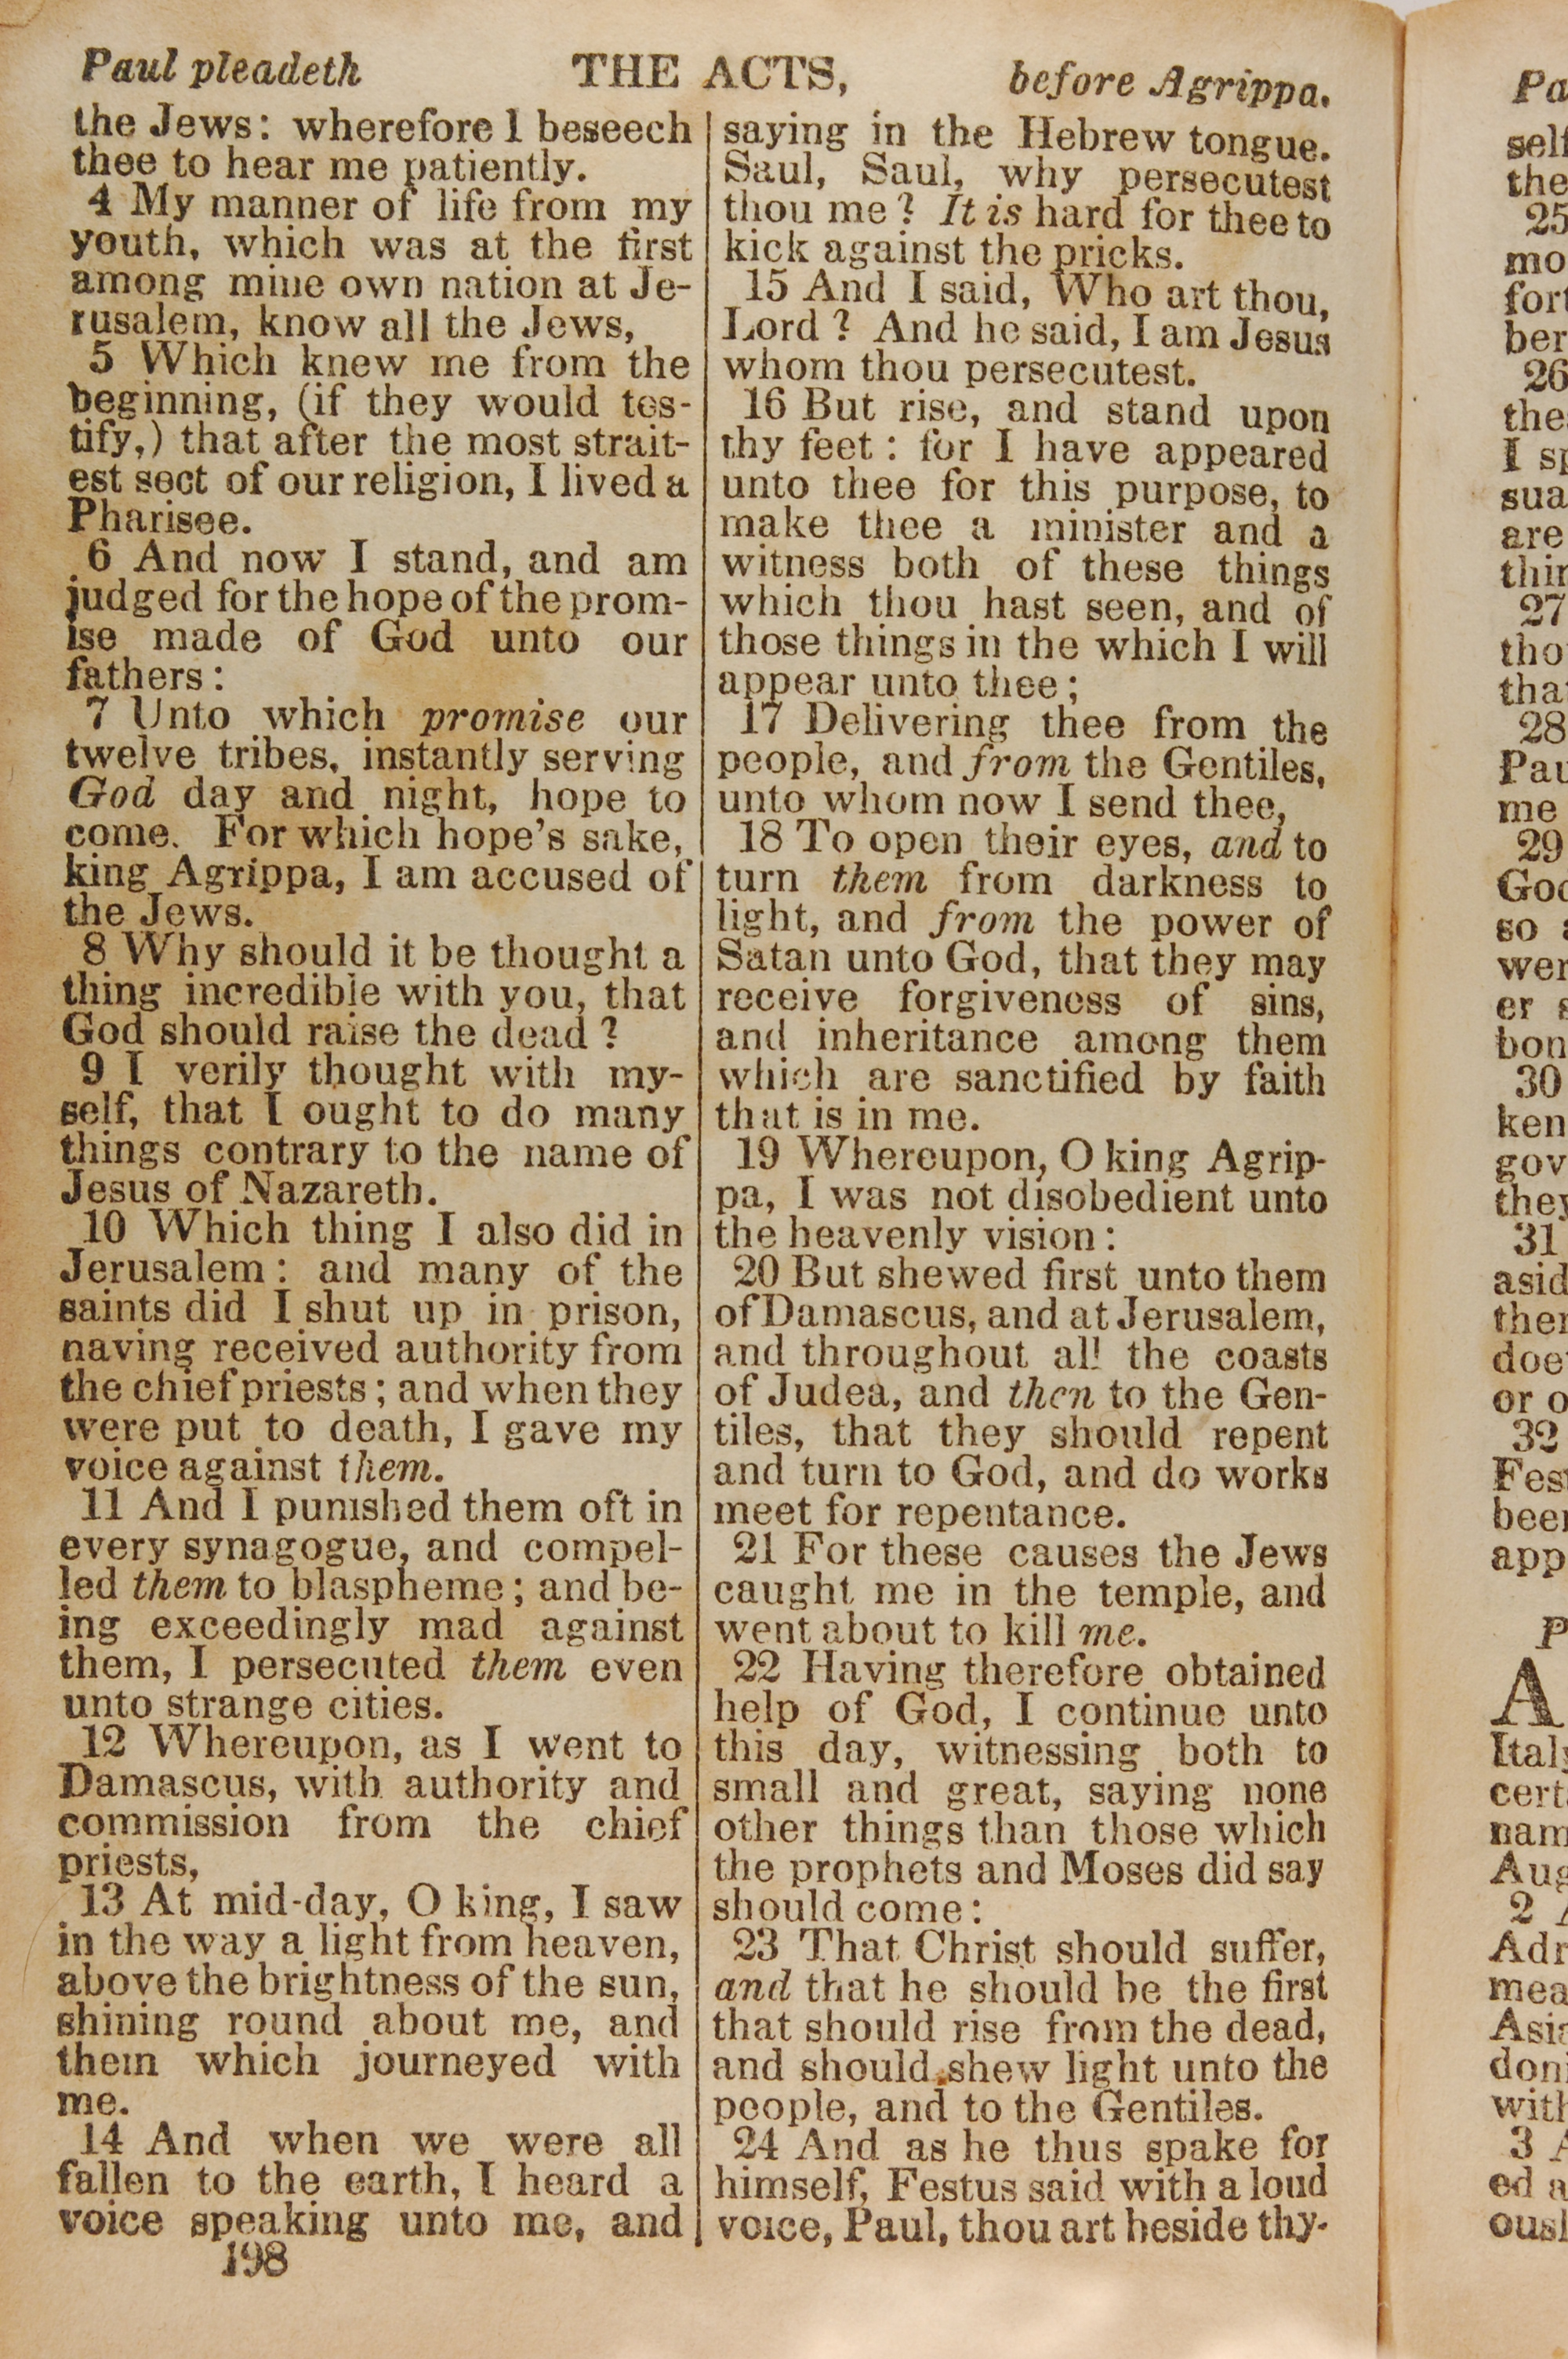 Paul pleadeth THE ACTS, before Agrippa.
the Jews: wherefore I beseech
thee to hear me patiently.
4 My manner of life from my
youth, which was at the first
among mine own nation at Je-
rusalem, know all the Jews,
5 Which knew me from the
beginning, (if they would tes-
tify,) that after the most strait-
est sect of our religion, I lived a
Pharisee.
6 And now I stand, and am
judged for the hope of the prom-
ise made of God unto our
fathers:
7 Unto which promise our
twelve tribes, instantly serving
God day and night, hope to
come. For which hope's sake,
king Agrippa, I am accused of
the Jews.
8 Why should it be thought a
thing incredible with you, that
God should raise the dead?
9 I verily thought with my-
self, that I ought to do many
things contrary to the name of
Jesus of Nazareth.
10 Which thing I also did in
Jerusalem: and many of the
saints did I shut up in prison,
having received authority from
the chief priests; and when they
were put to death, I gave my
voice against them.
11 And I punished them oft in
every synagogue, and compel-
led them to blaspheme; and be-
ing exceedingly mad against
them, I persecuted them even
unto strange cities.
12 Whereupon, as I went to
Damascus, with authority and
commission from the chief
priests,
13 At mid-day, O king, I saw
in the way a light from heaven,
above the brightness of the sun,
shining round about me, and
them which journeyed with
me.
14 And when we were all
fallen to the earth, I heard a
voice speaking unto me, and
198
saying in the Hebrew tongue.
Saul, Saul, why persecutest
thou me? It is hard for thee to
kick against the pricks.
15 And I said, Who art thou,
Lord? And he said, I am Jesus
whom thou persecutest.
16 But rise, and stand upon
thy feet: for I have appeared
unto thee for this purpose, to
make thee a minister and a
witness both of these things
which thou hast seen, and of
those things in the which I will
appear unto thee;
17 Delivering thee from the
people, and from the Gentiles,
unto whom now I send thee,
18 To open their eyes, and to
turn them from darkness to
light, and from the power of
Satan unto God, that they may
receive forgiveness of sins,
and inheritance among them
which are sanctified by faith
that is in me.
19 Whereupon, O king Agrip-
pa, I was not disobedient unto
the heavenly vision:
20 But shewed first unto them
of Damascus, and at Jerusalem,
and throughout all the coasts
of Judea, and then to the Gen-
tiles, that they should repent
and turn to God, and do works
meet for repentance.
21 For these causes the Jews
caught me in the temple, and
went about to kill me.
22 Having therefore obtained
help of God, I continue unto
this day, witnessing both to
small and great, saying none
other things than those which
the prophets and Moses did say
should come:
23 That Christ should suffer,
and that he should be the first
that should rise from the dead,
and should shew light unto the
people, and to the Gentiles.
24 And as he thus spake for
himself, Festus said with a loud
voice, Paul, thou art beside thy-